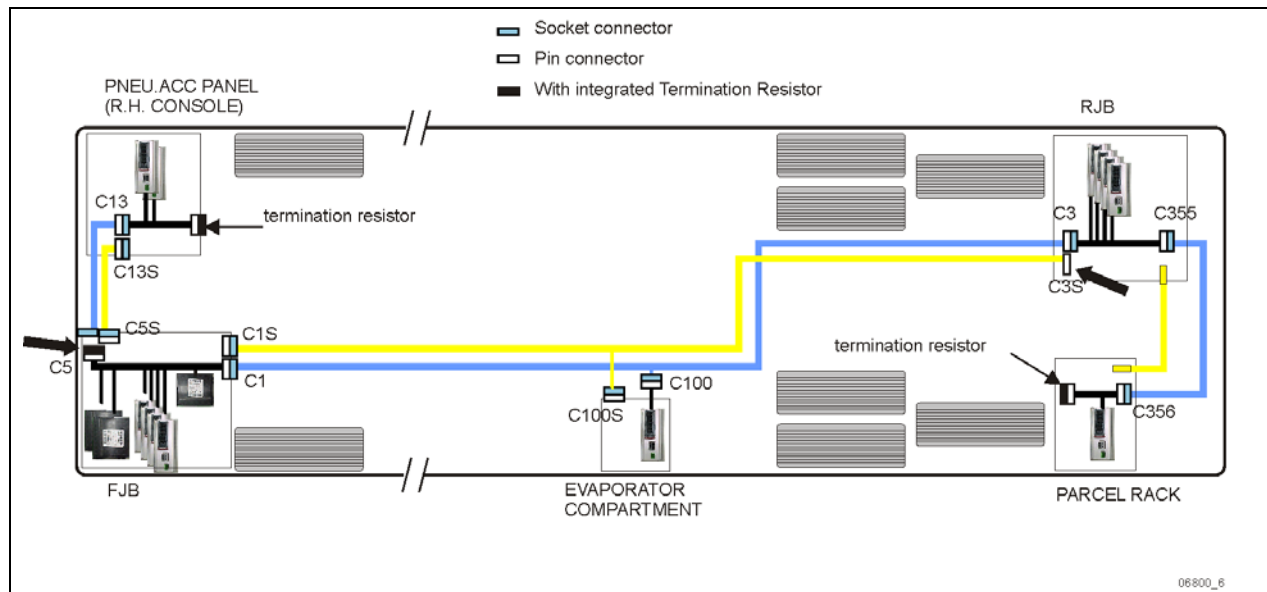 Socket connector
Pin connector
With integrated Termination Resistor
PNEU.ACC PANEL
(R.H. CONSOLE)
RJB
C13
termination resistor
C3
C355
C13S
C3S
C5S
C1S
C5
C1
termination resistor
C100
C100S
C356
FJB
EVAPORATOR
COMPARTMENT
PARCEL RACK
06800_6